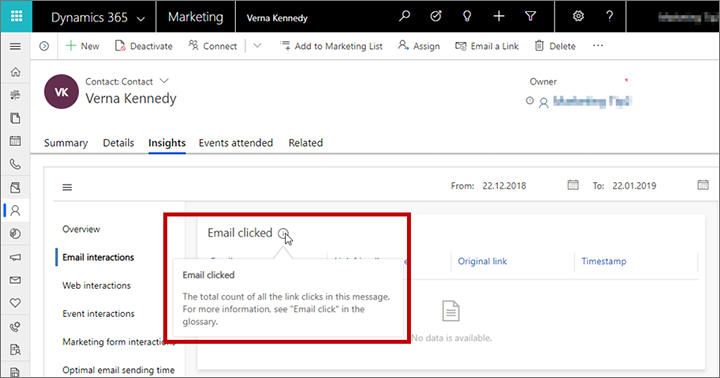 Dynamics 365 Marketing Verna Kennedy
New Deactivate Connect Add to Marketing List Assign Email a Link Delete
Contact: Contact
VK
Verna Kennedy
Owner
*
Summary Details Insights Events attended Related
From: 22.12.2018 To: 22.01.2019
Overview
Email interactions
Web interactions
Event interactions
Marketing form interactions
Optimal email sending time
Email clicked
Original link Timestamp
Email clicked
The total count of all the link clicks in this message.
For more information, see "Email click" in the
glossary.
No data is available.